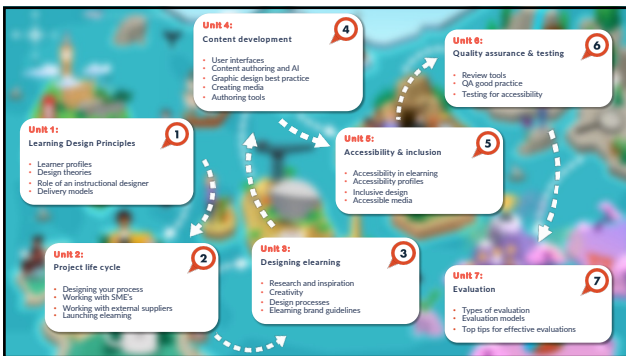 Unit 1:
Learning Design Principles
1
• Learner profiles
• Design theories
• Role of an instructional designer
• Delivery models
Unit 2:
Project life cycle
2
• Designing your process
• Working with SME's
• Working with external suppliers
• Launching elearning
Unit 3:
Designing elearning
3
• Research and inspiration
• Creativity
• Design processes
• Elearning brand guidelines
Unit 4:
Content development
4
• User interfaces
• Content authoring and AI
• Graphic design best practice
• Creating media
• Authoring tools
Unit 5:
Accessibility & inclusion
5
• Accessibility in elearning
• Accessibility profiles
• Inclusive design
• Accessible media
Unit 6:
Quality assurance & testing
6
• Review tools
• QA good practice
• Testing for accessibility
Unit 7:
Evaluation
7
• Types of evaluation
• Evaluation models
• Top tips for effective evaluations